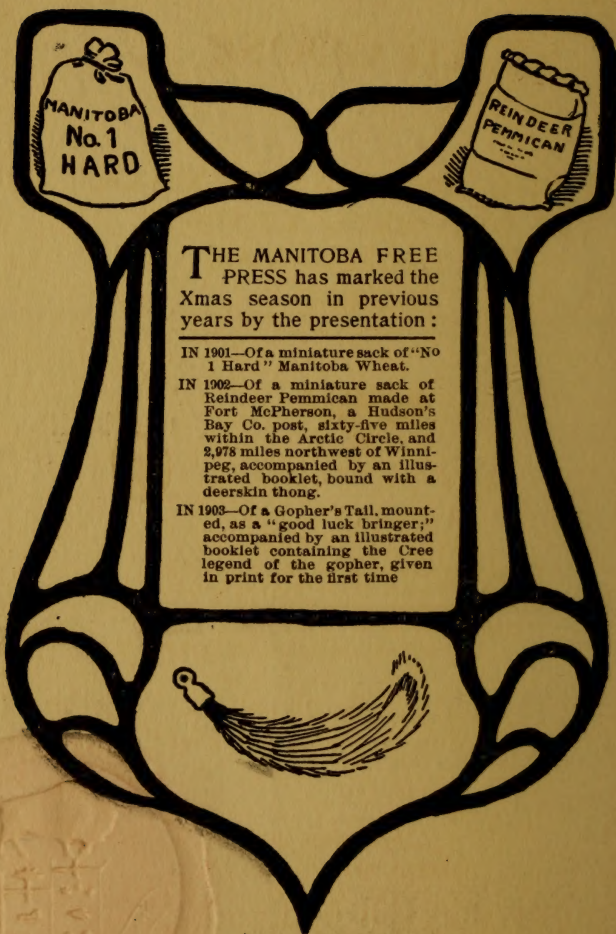 MANITOBA
No. 1
HARD
REINDEER
PEMMICAN
THE MANITOBA FREE
PRESS has marked the
Xmas season in previous
years by the presentation :
IN 1901—Of a miniature sack of "No
1 Hard" Manitoba Wheat.
IN 1902—Of a miniature sack of
Reindeer Pemmican made at
Fort McPherson, a Hudson's
Bay Co. post, sixty-five miles
within the Arctic Circle, and
2,978 miles northwest of Winni-
peg, accompanied by an illus-
trated booklet, bound with a
deerskin thong.
IN 1903—Of a Gopher's Tail, mount-
ed, as a "good luck bringer;"
accompanied by an illustrated
booklet containing the Cree
legend of the gopher, given
in print for the first time